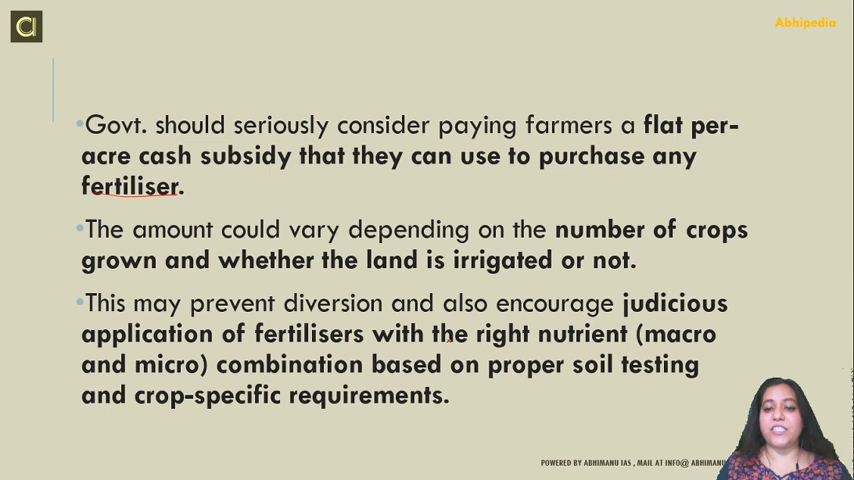 a
Abhipedia
•Govt. should seriously consider paying farmers a flat per-
acre cash subsidy that they can use to purchase any
fertiliser.
•The amount could vary depending on the number of crops
grown and whether the land is irrigated or not.
•This may prevent diversion and also encourage judicious
application of fertilisers with the right nutrient (macro
and micro) combination based on proper soil testing
and crop-specific requirements.
POWERED BY ABHIMANU IAS , MAIL AT INFO@ ABHIMANU